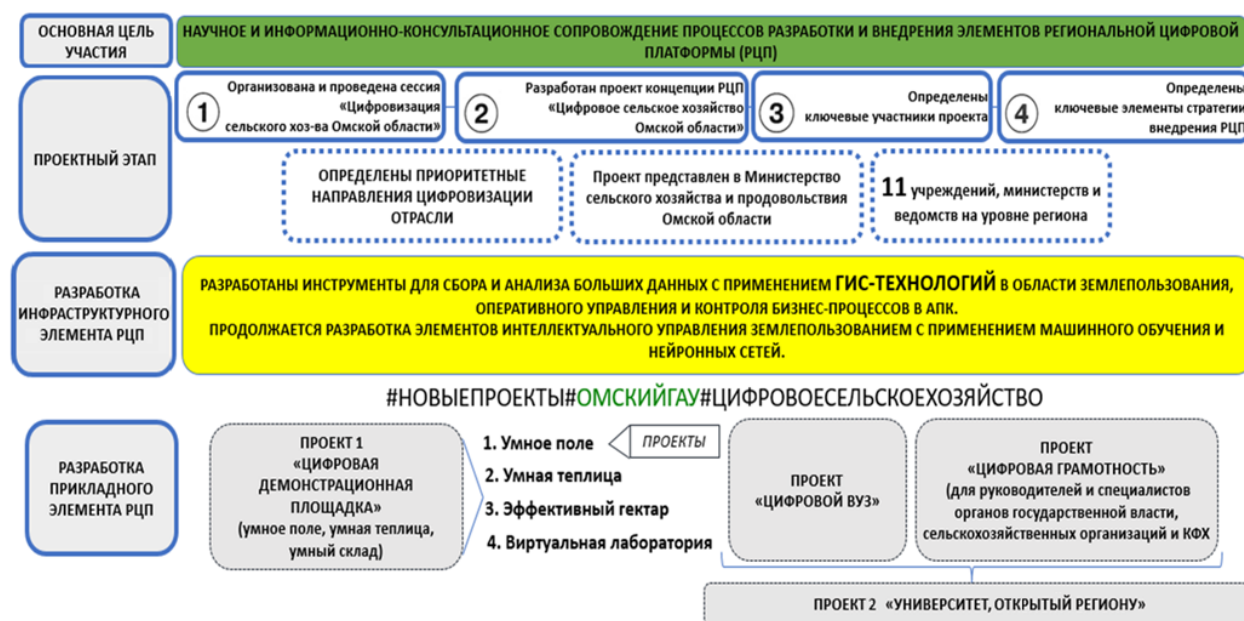 ОСНОВНАЯ ЦЕЛЬ
УЧАСТИЯ
НАУЧНОЕ И ИНФОРМАЦИОННО-КОНСУЛЬТАЦИОННОЕ СОПРОВОЖДЕНИЕ ПРОЦЕССОВ РАЗРАБОТКИ И ВНЕДРЕНИЯ ЭЛЕМЕНТОВ РЕГИОНАЛЬНОЙ ЦИФРОВОЙ
ПЛАТФОРМЫ (РЦП)
ПРОЕКТНЫЙ ЭТАП
1
Организована и проведена сессия
«Цифровизация
сельского хоз-ва Омской области»
2
Разработан проект концепции РЦП
«Цифровое сельское хозяйство
Омской области»
3
Определены
ключевые участники проекта
4
Определены
ключевые элементы стратегии
внедрения РЦП
ОПРЕДЕЛЕНЫ ПРИОРИТЕТНЫЕ
НАПРАВЛЕНИЯ ЦИФРОВИЗАЦИИ
ОТРАСЛИ
Проект представлен в Министерство
сельского хозяйства и продовольствия
Омской области
11 учреждений, министерств и
ведомств на уровне региона
РАЗРАБОТКА
ИНФРАСТРУКТУРНОГО
ЭЛЕМЕНТА РЦП
РАЗРАБОТАНЫ ИНСТРУМЕНТЫ ДЛЯ СБОРА И АНАЛИЗА БОЛЬШИХ ДАННЫХ С ПРИМЕНЕНИЕМ ГИС-ТЕХНОЛОГИЙ В ОБЛАСТИ ЗЕМЛЕПОЛЬЗОВАНИЯ,
ОПЕРАТИВНОГО УПРАВЛЕНИЯ И КОНТРОЛЯ БИЗНЕС-ПРОЦЕССОВ В АПК.
ПРОДОЛЖАЕТСЯ РАЗРАБОТКА ЭЛЕМЕНТОВ ИНТЕЛЛЕКТУАЛЬНОГО УПРАВЛЕНИЯ ЗЕМЛЕПОЛЬЗОВАНИЕМ С ПРИМЕНЕНИЕМ МАШИННОГО ОБУЧЕНИЯ И
НЕЙРОННЫХ СЕТЕЙ.
#НОВЫЕПРОЕКТЫ#ОМСКИЙГАУ#ЦИФРОВОЕСЕЛЬСКОЕХОЗЯЙСТВО
РАЗРАБОТКА
ПРИКЛАДНОГО
ЭЛЕМЕНТА РЦП
ПРОЕКТ 1
«ЦИФРОВАЯ
ДЕМОНСТРАЦИОННАЯ
ПЛОЩАДКА»
(умное поле, умная теплица,
умный склад)
1. Умное поле
2. Умная теплица
3. Эффективный гектар
4. Виртуальная лаборатория
ПРОЕКТЫ
ПРОЕКТ
«ЦИФРОВОЙ ВУЗ»
ПРОЕКТ
«ЦИФРОВАЯ ГРАМОТНОСТЬ»
(для руководителей и специалистов
органов государственной власти,
сельскохозяйственных организаций и КФХ
ПРОЕКТ 2 «УНИВЕРСИТЕТ, ОТКРЫТЫЙ РЕГИОНУ»